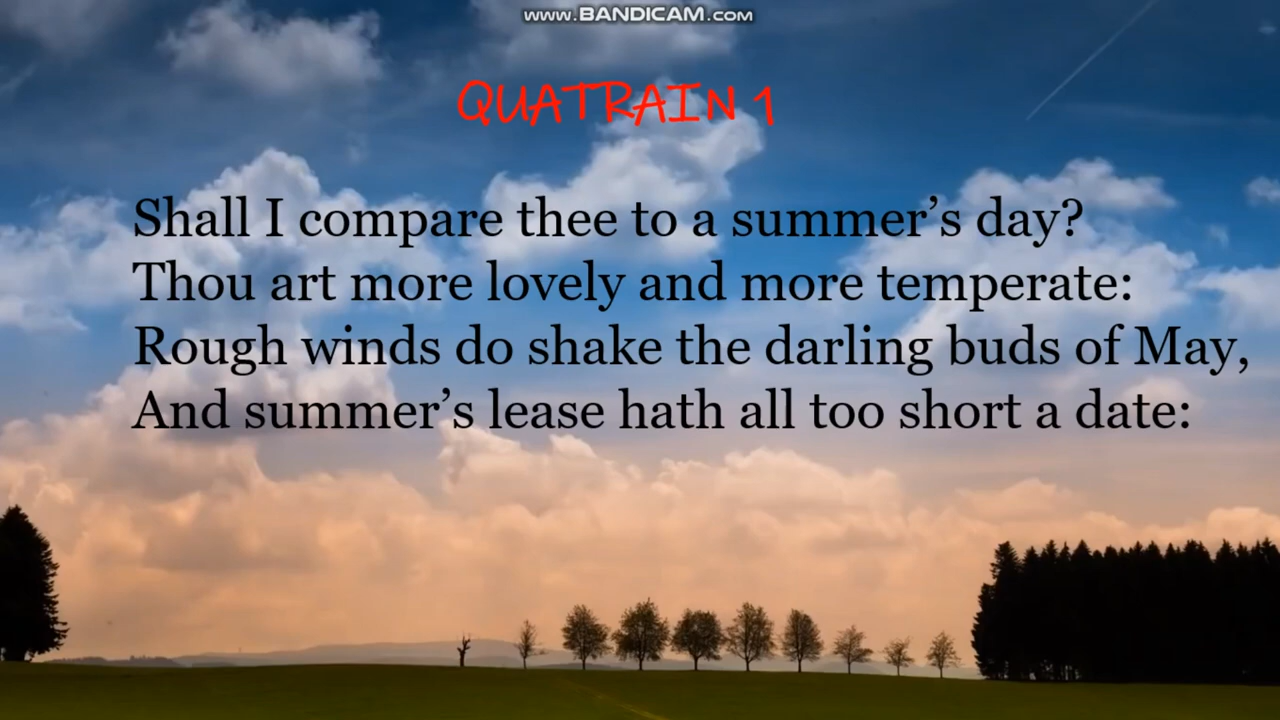 www.BANDICAM.com
QUATRAIN 1
Shall I compare thee to a summer’s day?
Thou art more lovely and more temperate:
Rough winds do shake the darling buds of May,
And summer’s lease hath all too short a date: